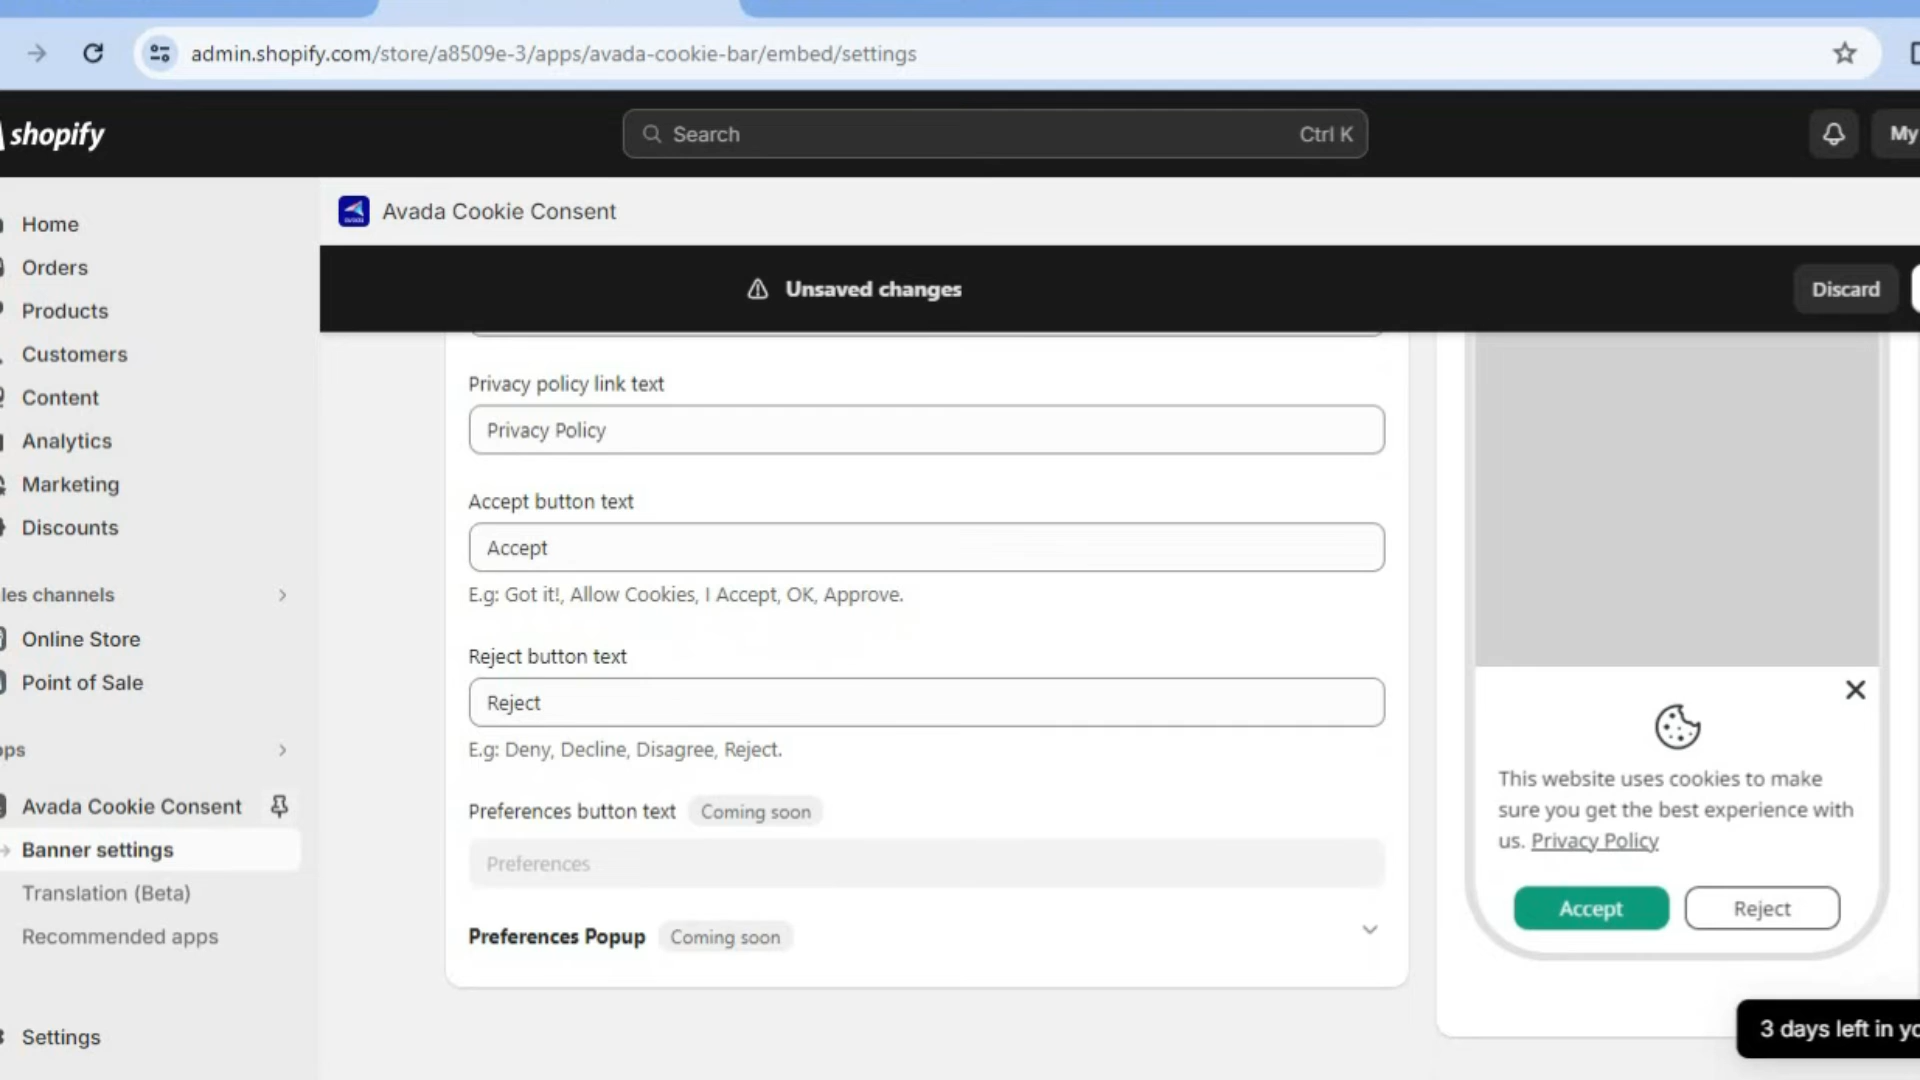 admin.shopify.com/store/a8509e-3/apps/avada-cookie-bar/embed/settings
shopify
Search
Ctrl K
My
Avada Cookie Consent
Unsaved changes
Discard
Home
Orders
Products
Customers
Content
Analytics
Marketing
Discounts
les channels
Online Store
Point of Sale
ps
Avada Cookie Consent
Banner settings
Translation (Beta)
Recommended apps
Settings
Privacy policy link text
Privacy Policy
Accept button text
Accept
E.g: Got it!, Allow Cookies, I Accept, OK, Approve.
Reject button text
Reject
E.g: Deny, Decline, Disagree, Reject.
Preferences button text Coming soon
Preferences
Preferences Popup Coming soon
This website uses cookies to make
sure you get the best experience with
us. Privacy Policy
Accept
Reject
3 days left in yo